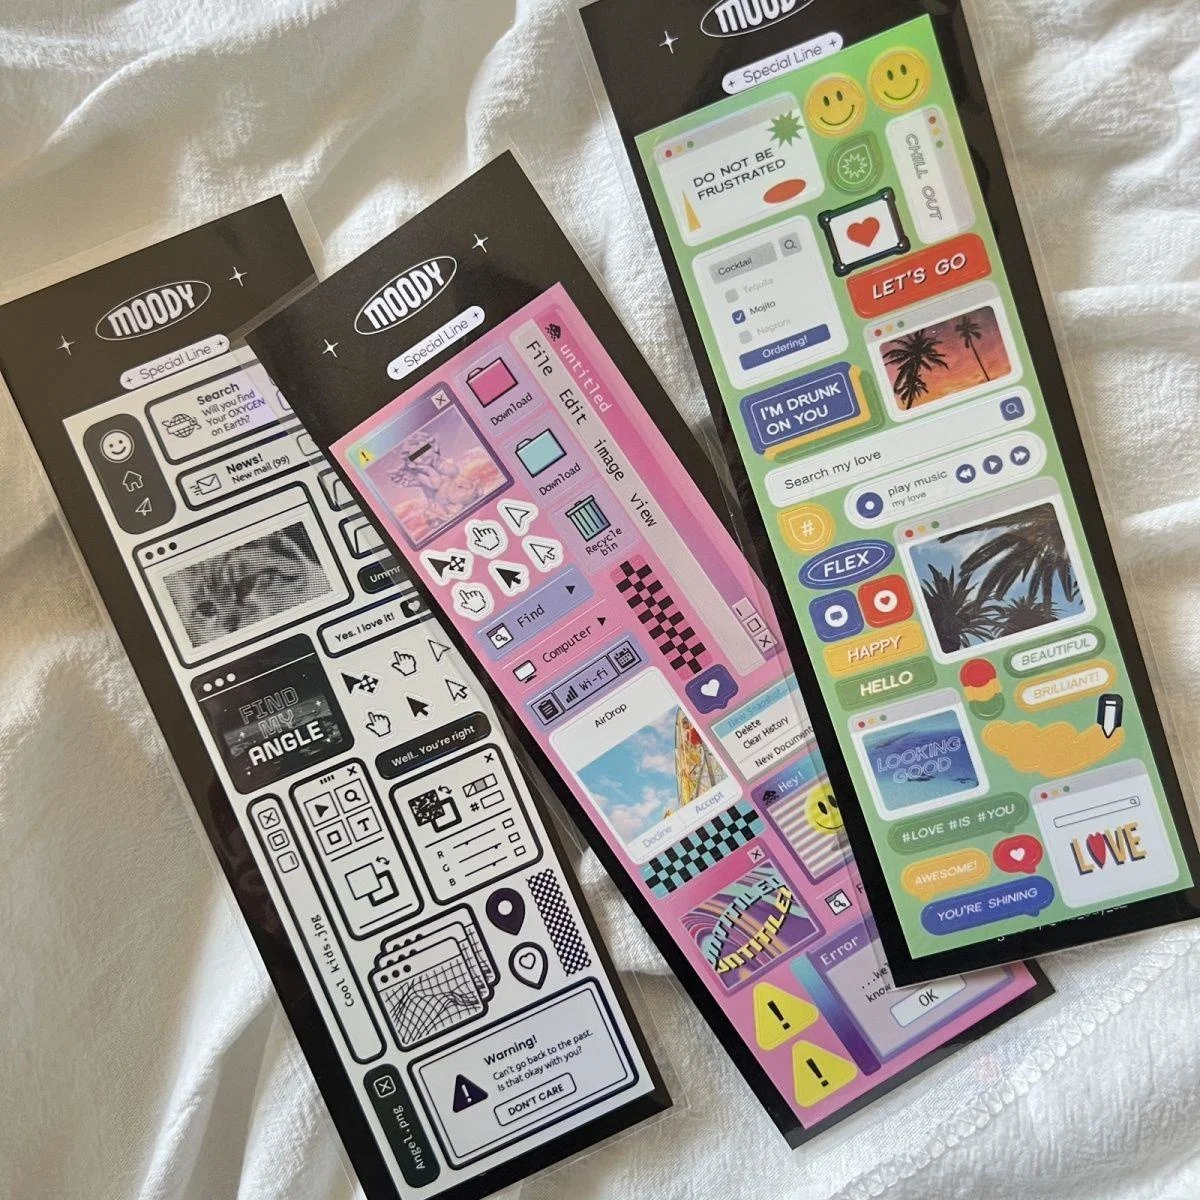 MOODY
Special Line
Search
Will you find
Your OXYGEN
on Earth?
News!
New mail (99)
Ummm
Yes, I love it!
FIND
MY
ANGLE
Well.. You're right
T
#
R
G
B
Cool kids.jpg
Warning!
Can't go back to the past.
Is that okay with you?
DON'T CARE
Angel.png
MOODY
Special Line
untitled
File Edit image view
Download
Download
Recycle
bin
Find
Computer
Wi-fi
AirDrop
Decline
Accept
Delete
Clear History
New Document
Hey!
UNTITLED
Error
...we
know
OK
MOODY
Special Line
DO NOT BE
FRUSTRATED
CHILL OUT
Cocktail
Tequila
Mojito
Negroni
Ordering!
LET'S GO
I'M DRUNK
ON YOU
Search my love
play music
my love
#
FLEX
HAPPY
HELLO
BEAUTIFUL
BRILLIANT!
LOOKING
GOOD
#LOVE #IS #YOU
AWESOME!
YOU'RE SHINING
LOVE